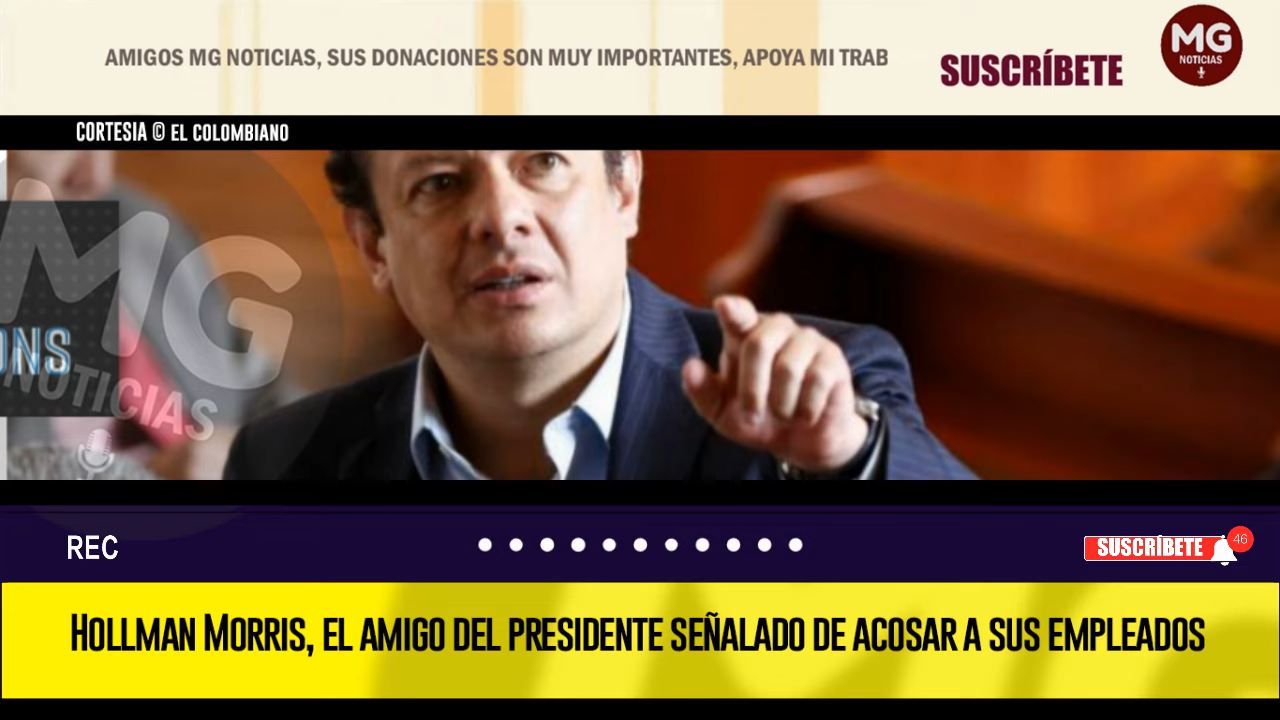 AMIGOS MG NOTICIAS, SUS DONACIONES SON MUY IMPORTANTES, APOYA MI TRAB
SUSCRÍBETE
MG
NOTICIAS
CORTESIA © EL COLOMBIANO
MG
ONS
NOTICIAS
REC
SUSCRÍBETE
46
HOLLMAN MORRIS, EL AMIGO DEL PRESIDENTE SEÑALADO DE ACOSAR A SUS EMPLEADOS